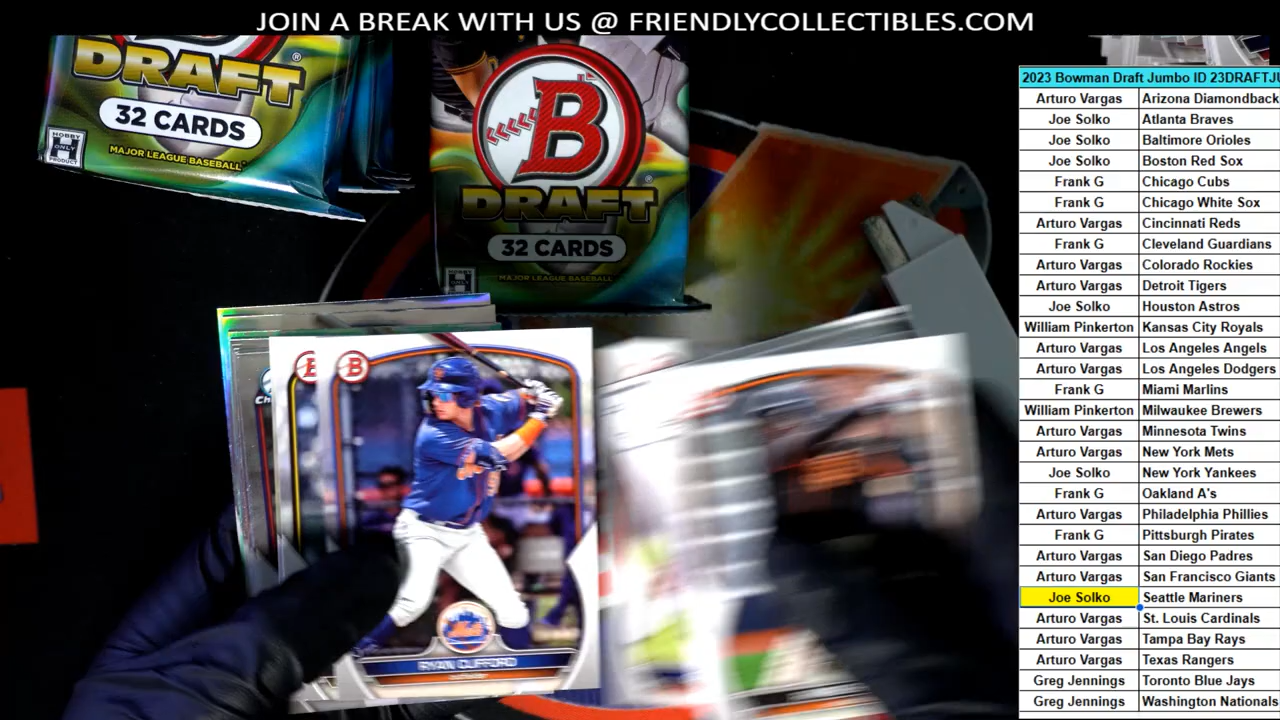 JOIN A BREAK WITH US @ FRIENDLYCOLLECTIBLES.COM
DRAFT
®
32 CARDS
HOBBY ONLY PRODUCT
MAJOR LEAGUE BASEBALL
B
DRAFT
®
32 CARDS
MAJOR LEAGUE BASEBALL
B
B
Ch
Mets
RYAN CLIFFORD
2023 Bowman Draft Jumbo ID 23DRAFTJU
Arturo Vargas Arizona Diamondback
Joe Solko Atlanta Braves
Joe Solko Baltimore Orioles
Joe Solko Boston Red Sox
Frank G Chicago Cubs
Frank G Chicago White Sox
Arturo Vargas Cincinnati Reds
Frank G Cleveland Guardians
Arturo Vargas Colorado Rockies
Arturo Vargas Detroit Tigers
Joe Solko Houston Astros
William Pinkerton Kansas City Royals
Arturo Vargas Los Angeles Angels
Arturo Vargas Los Angeles Dodgers
Frank G Miami Marlins
William Pinkerton Milwaukee Brewers
Arturo Vargas Minnesota Twins
Arturo Vargas New York Mets
Joe Solko New York Yankees
Frank G Oakland A's
Arturo Vargas Philadelphia Phillies
Frank G Pittsburgh Pirates
Arturo Vargas San Diego Padres
Arturo Vargas San Francisco Giants
Joe Solko Seattle Mariners
Arturo Vargas St. Louis Cardinals
Arturo Vargas Tampa Bay Rays
Arturo Vargas Texas Rangers
Greg Jennings Toronto Blue Jays
Greg Jennings Washington Nationals